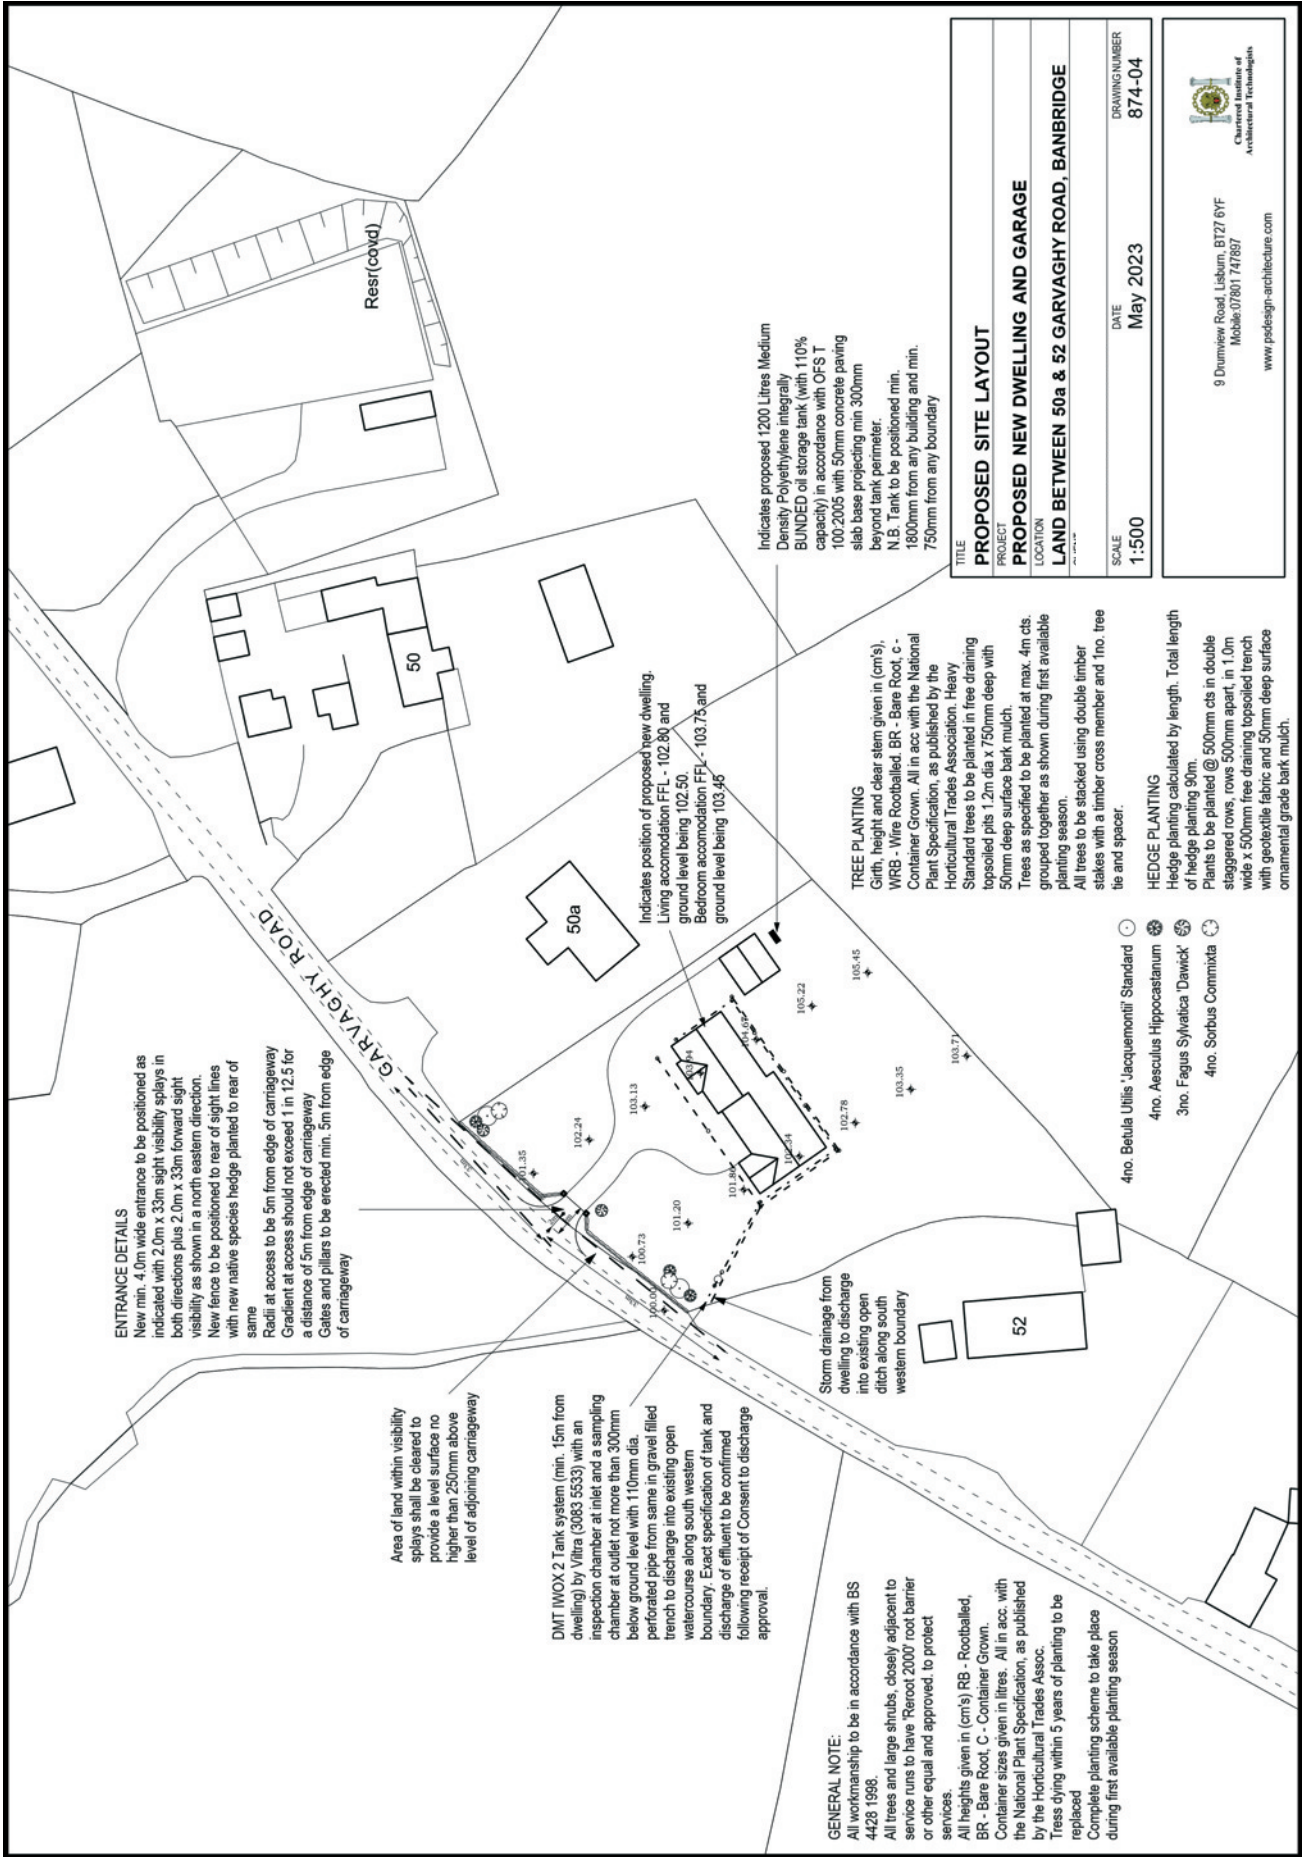 ENTRANCE DETAILS
New min. 4.0m wide entrance to be positioned as
indicated with 2.0m x 33m sight visibility splays in
both directions plus 2.0m x 33m forward sight
visibility as shown in a north eastern direction.
New fence to be positioned to rear of sight lines
with new native species hedge planted to rear of
same
Radii at access to be 5m from edge of carriageway
Gradient at access should not exceed 1 in 12.5 for
a distance of 5m from edge of carriageway
Gates and pillars to be erected min. 5m from edge
of carriageway
Area of land within visibility
splays shall be cleared to
provide a level surface no
higher than 250mm above
level of adjoining carriageway
DMT IWOX 2 Tank system (min. 15m from
dwelling) by Viltra (3083 5533) with an
inspection chamber at inlet and a sampling
chamber at outlet not more than 300mm
below ground level with 110mm dia.
perforated pipe from same in gravel filled
trench to discharge into existing open
watercourse along south western
boundary. Exact specification of tank and
discharge of effluent to be confirmed
following receipt of Consent to discharge
approval.
GENERAL NOTE:
All workmanship to be in accordance with BS
4428 1998.
All trees and large shrubs, closely adjacent to
service runs to have 'Reroot 2000' root barrier
or other equal and approved. to protect
services.
All heights given in (cm's) RB - Rootballed,
BR - Bare Root, C - Container Grown.
Container sizes given in litres. All in acc. with
the National Plant Specification, as published
by the Horticultural Trades Assoc.
Tress dying within 5 years of planting to be
replaced
Complete planting scheme to take place
during first available planting season
Storm drainage from
dwelling to discharge
into existing open
ditch along south
western boundary
GARVAGHY ROAD
50
50a
52
Resr(covd)
101.35
102.24
103.13
100.00
100.73
101.20
101.80
102.34
102.78
103.35
103.71
103.94
104.67
105.22
105.45
Indicates position of proposed new dwelling.
Living accomodation FFL - 102.80 and
ground level being 102.50.
Bedroom accomodation FFL - 103.75 and
ground level being 103.45
Indicates proposed 1200 Litres Medium
Density Polyethylene integrally
BUNDED oil storage tank (with 110%
capacity) in accordance with OFS T
100:2005 with 50mm concrete paving
slab base projecting min 300mm
beyond tank perimeter.
N.B. Tank to be positioned min.
1800mm from any building and min.
750mm from any boundary
TREE PLANTING
Girth, height and clear stem given in (cm's),
WRB - Wire Rootballed. BR - Bare Root, c -
Container Grown. All in acc with the National
Plant Specification, as published by the
Horticultural Trades Association. Heavy
Standard trees to be planted in free draining
topsoiled pits 1.2m dia x 750mm deep with
50mm deep surface bark mulch.
Trees as specified to be planted at max. 4m cts.
grouped together as shown during first available
planting season.
All trees to be stacked using double timber
stakes with a timber cross member and 1no. tree
tie and spacer.
HEDGE PLANTING
Hedge planting calculated by length. Total length
of hedge planting 90m.
Plants to be planted @ 500mm cts in double
staggered rows, rows 500mm apart, in 1.0m
wide x 500mm free draining topsoiled trench
with geotextile fabric and 50mm deep surface
ornamental grade bark mulch.
4no. Betula Utilis 'Jacquemontii' Standard
4no. Aesculus Hippocastanum
3no. Fagus Sylvatica 'Dawick'
4no. Sorbus Commixta
TITLE
PROPOSED SITE LAYOUT
PROJECT
PROPOSED NEW DWELLING AND GARAGE
LOCATION
LAND BETWEEN 50a & 52 GARVAGHY ROAD, BANBRIDGE
SCALE
1:500
DATE
May 2023
DRAWING NUMBER
874-04
Chartered Institute of
Architectural Technologists
9 Drumview Road, Lisburn, BT27 6YF
Mobile:07801 747897
www.psdesign-architecture.com